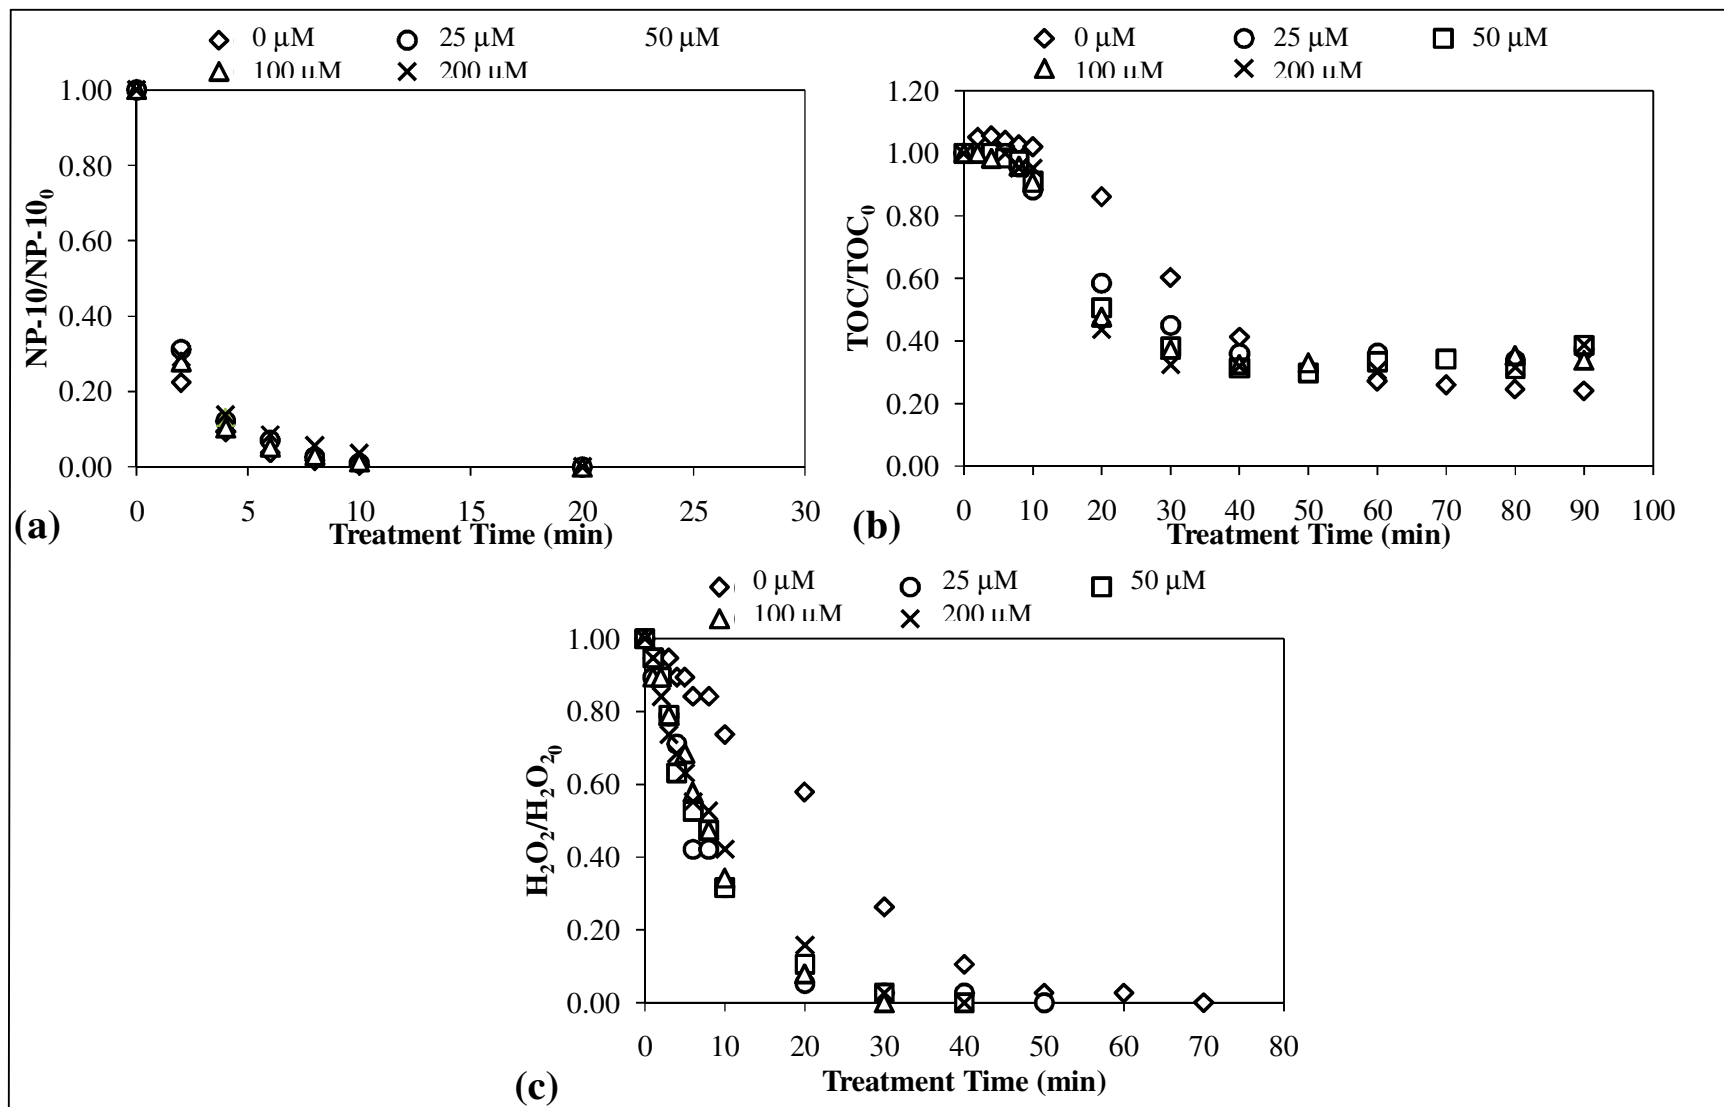 0 μM 25 μM 50 μM
100 μM 200 μM
1.00
0.80
0.60
0.40
0.20
0.00
NP-10/NP-10₀
0 5 10 15 20 25 30
(a) Treatment Time (min)
0 μM 25 μM 50 μM
100 μM 200 μM
1.20
1.00
0.80
0.60
0.40
0.20
0.00
TOC/TOC₀
0 10 20 30 40 50 60 70 80 90 100
(b) Treatment Time (min)
0 μM 25 μM 50 μM
100 μM 200 μM
1.00
0.80
0.60
0.40
0.20
0.00
H₂O₂/H₂O₂₀
0 10 20 30 40 50 60 70 80
(c) Treatment Time (min)